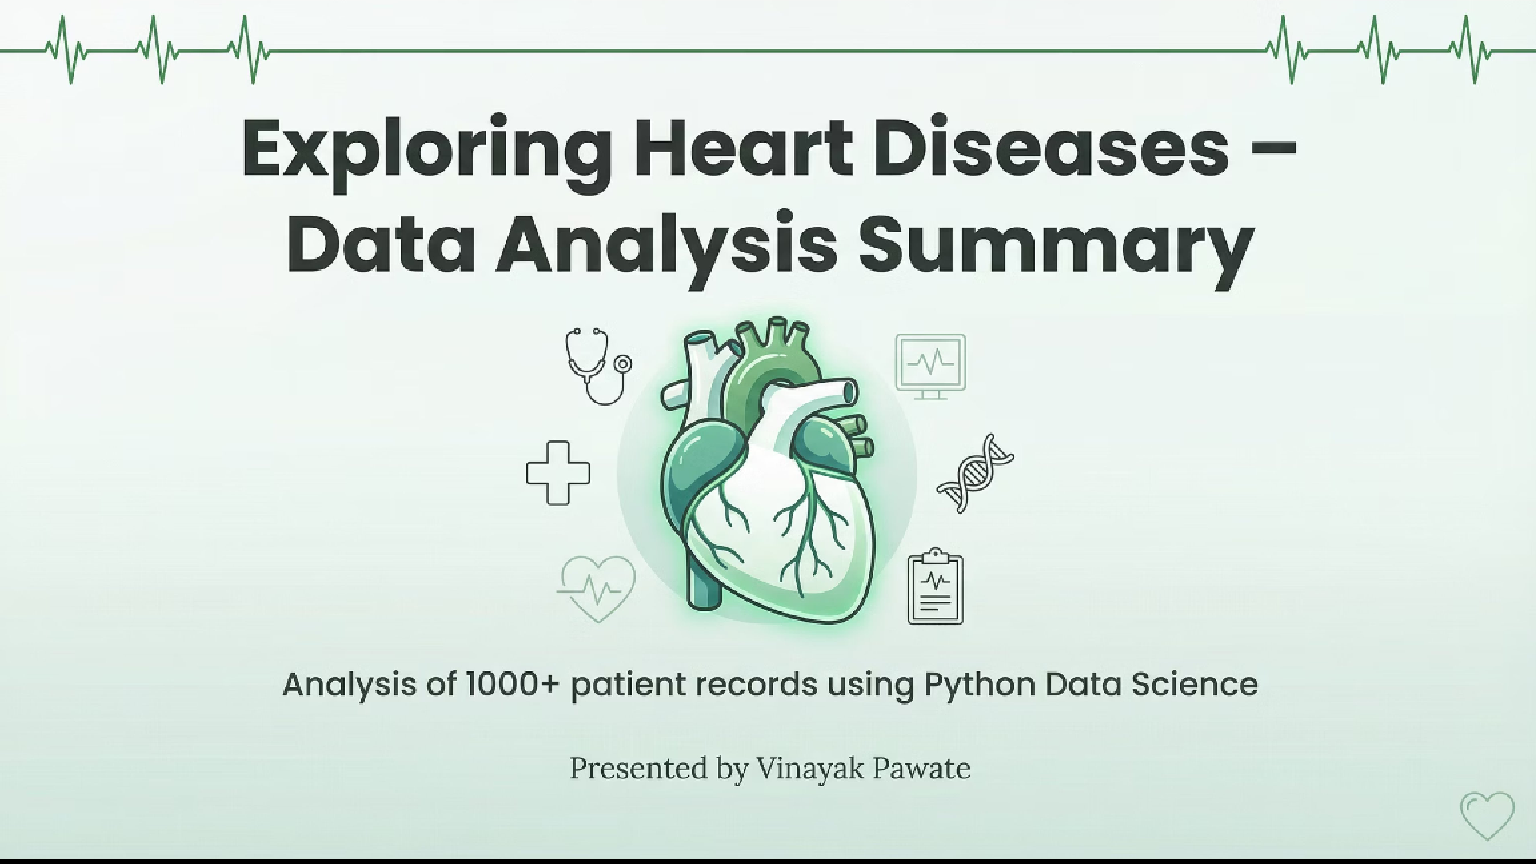 Exploring Heart Diseases –
Data Analysis Summary
Analysis of 1000+ patient records using Python Data Science
Presented by Vinayak Pawate